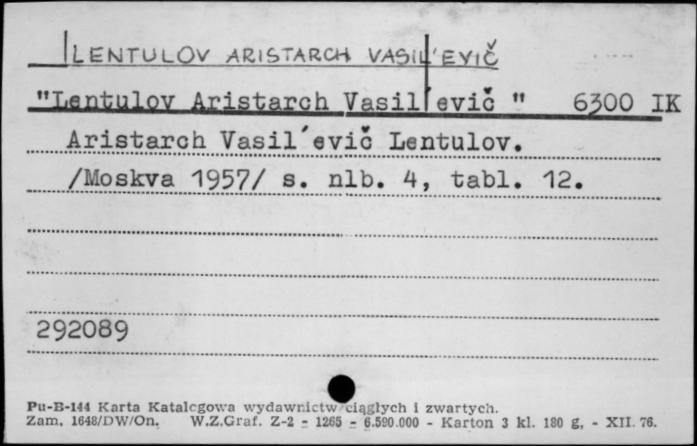 LENTULOV ARISTARCH VASIL'EVIČ
"Lentulov Aristarch Vasil´evič " 6300 IK
Aristarch Vasil´evič Lentulov.
/Moskva 1957/ s. nlb. 4, tabl. 12.
292089
Pu-B-144 Karta Katalogowa wydawnictw ciągłych i zwartych.
Zam. 1648/DW/On. W.Z.Graf. Z-2 - 1265 - 6.590.000 - Karton 3 kl. 180 g, - XII. 76.